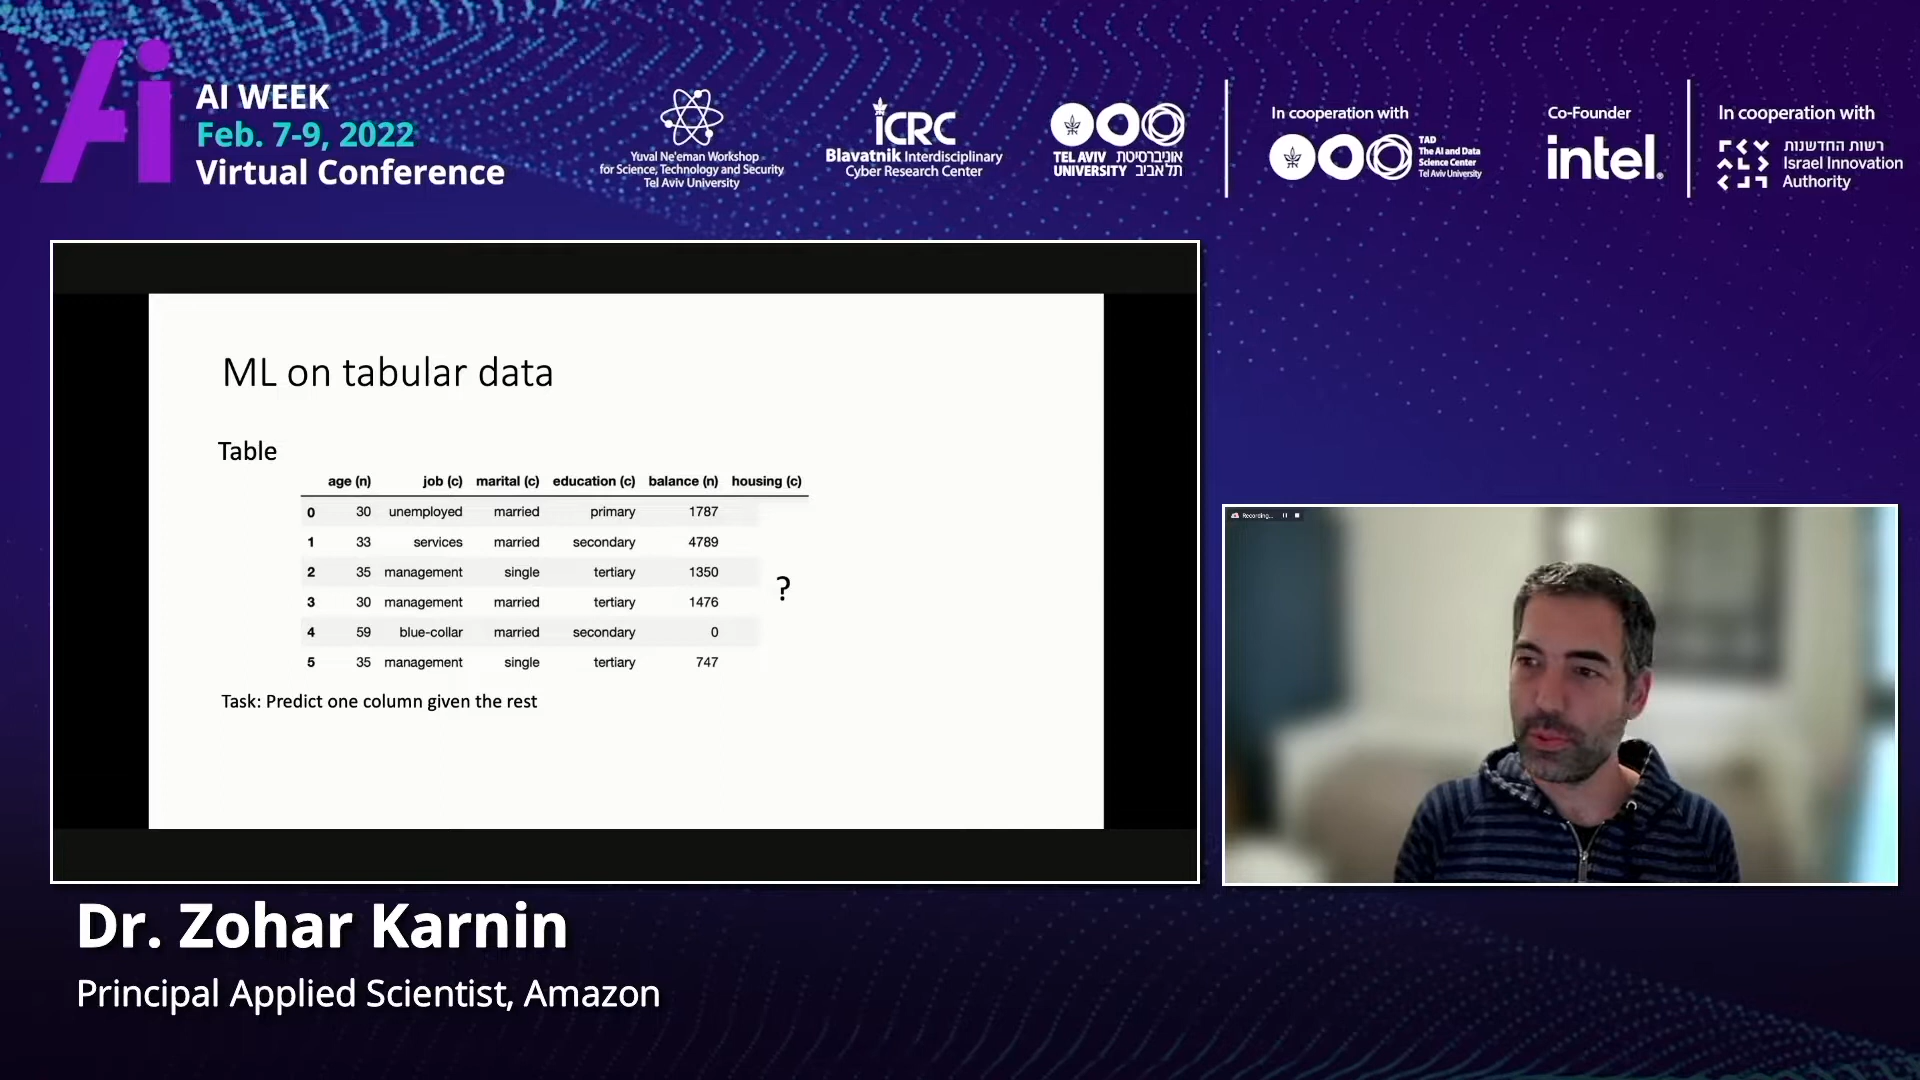 Ai
AI WEEK
Feb. 7-9, 2022
Virtual Conference
Yuval Ne'eman Workshop
for Science, Technology and Security
Tel Aviv University
ICRC
Blavatnik Interdisciplinary
Cyber Research Center
TEL AVIV אוניברסיטת
UNIVERSITY תל אביב
In cooperation with
TAD
The AI and Data
Science Center
Tel Aviv University
Co-Founder
intel.
In cooperation with
רשות החדשנות
Israel Innovation
Authority
ML on tabular data
Table
age (n) job (c) marital (c) education (c) balance (n) housing (c)
0 30 unemployed married primary 1787
1 33 services married secondary 4789
2 35 management single tertiary 1350
?
3 30 management married tertiary 1476
4 59 blue-collar married secondary 0
5 35 management single tertiary 747
Task: Predict one column given the rest
Recording...
Dr. Zohar Karnin
Principal Applied Scientist, Amazon